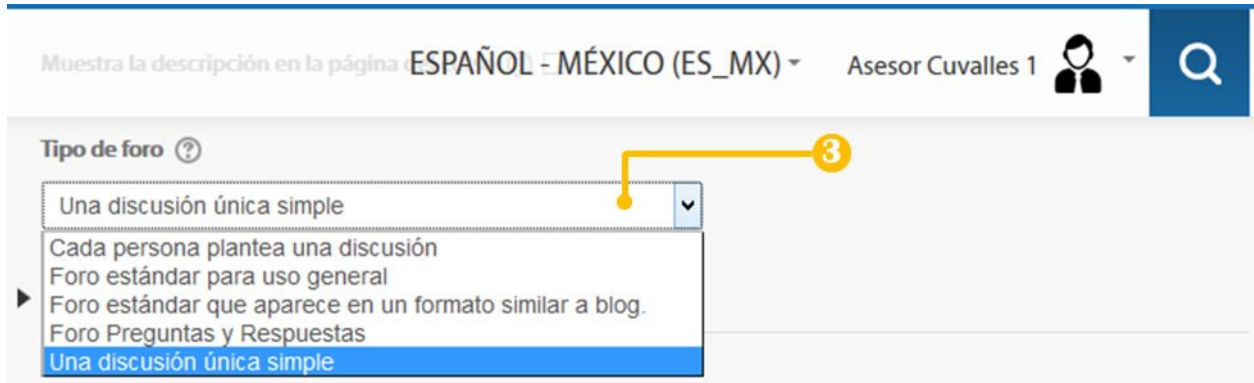 Muestra la descripción en la página
ESPAÑOL - MÉXICO (ES_MX)
Asesor Cuvalles 1
Tipo de foro ?
3
Una discusión única simple
Cada persona plantea una discusión
Foro estándar para uso general
Foro estándar que aparece en un formato similar a blog.
Foro Preguntas y Respuestas
Una discusión única simple